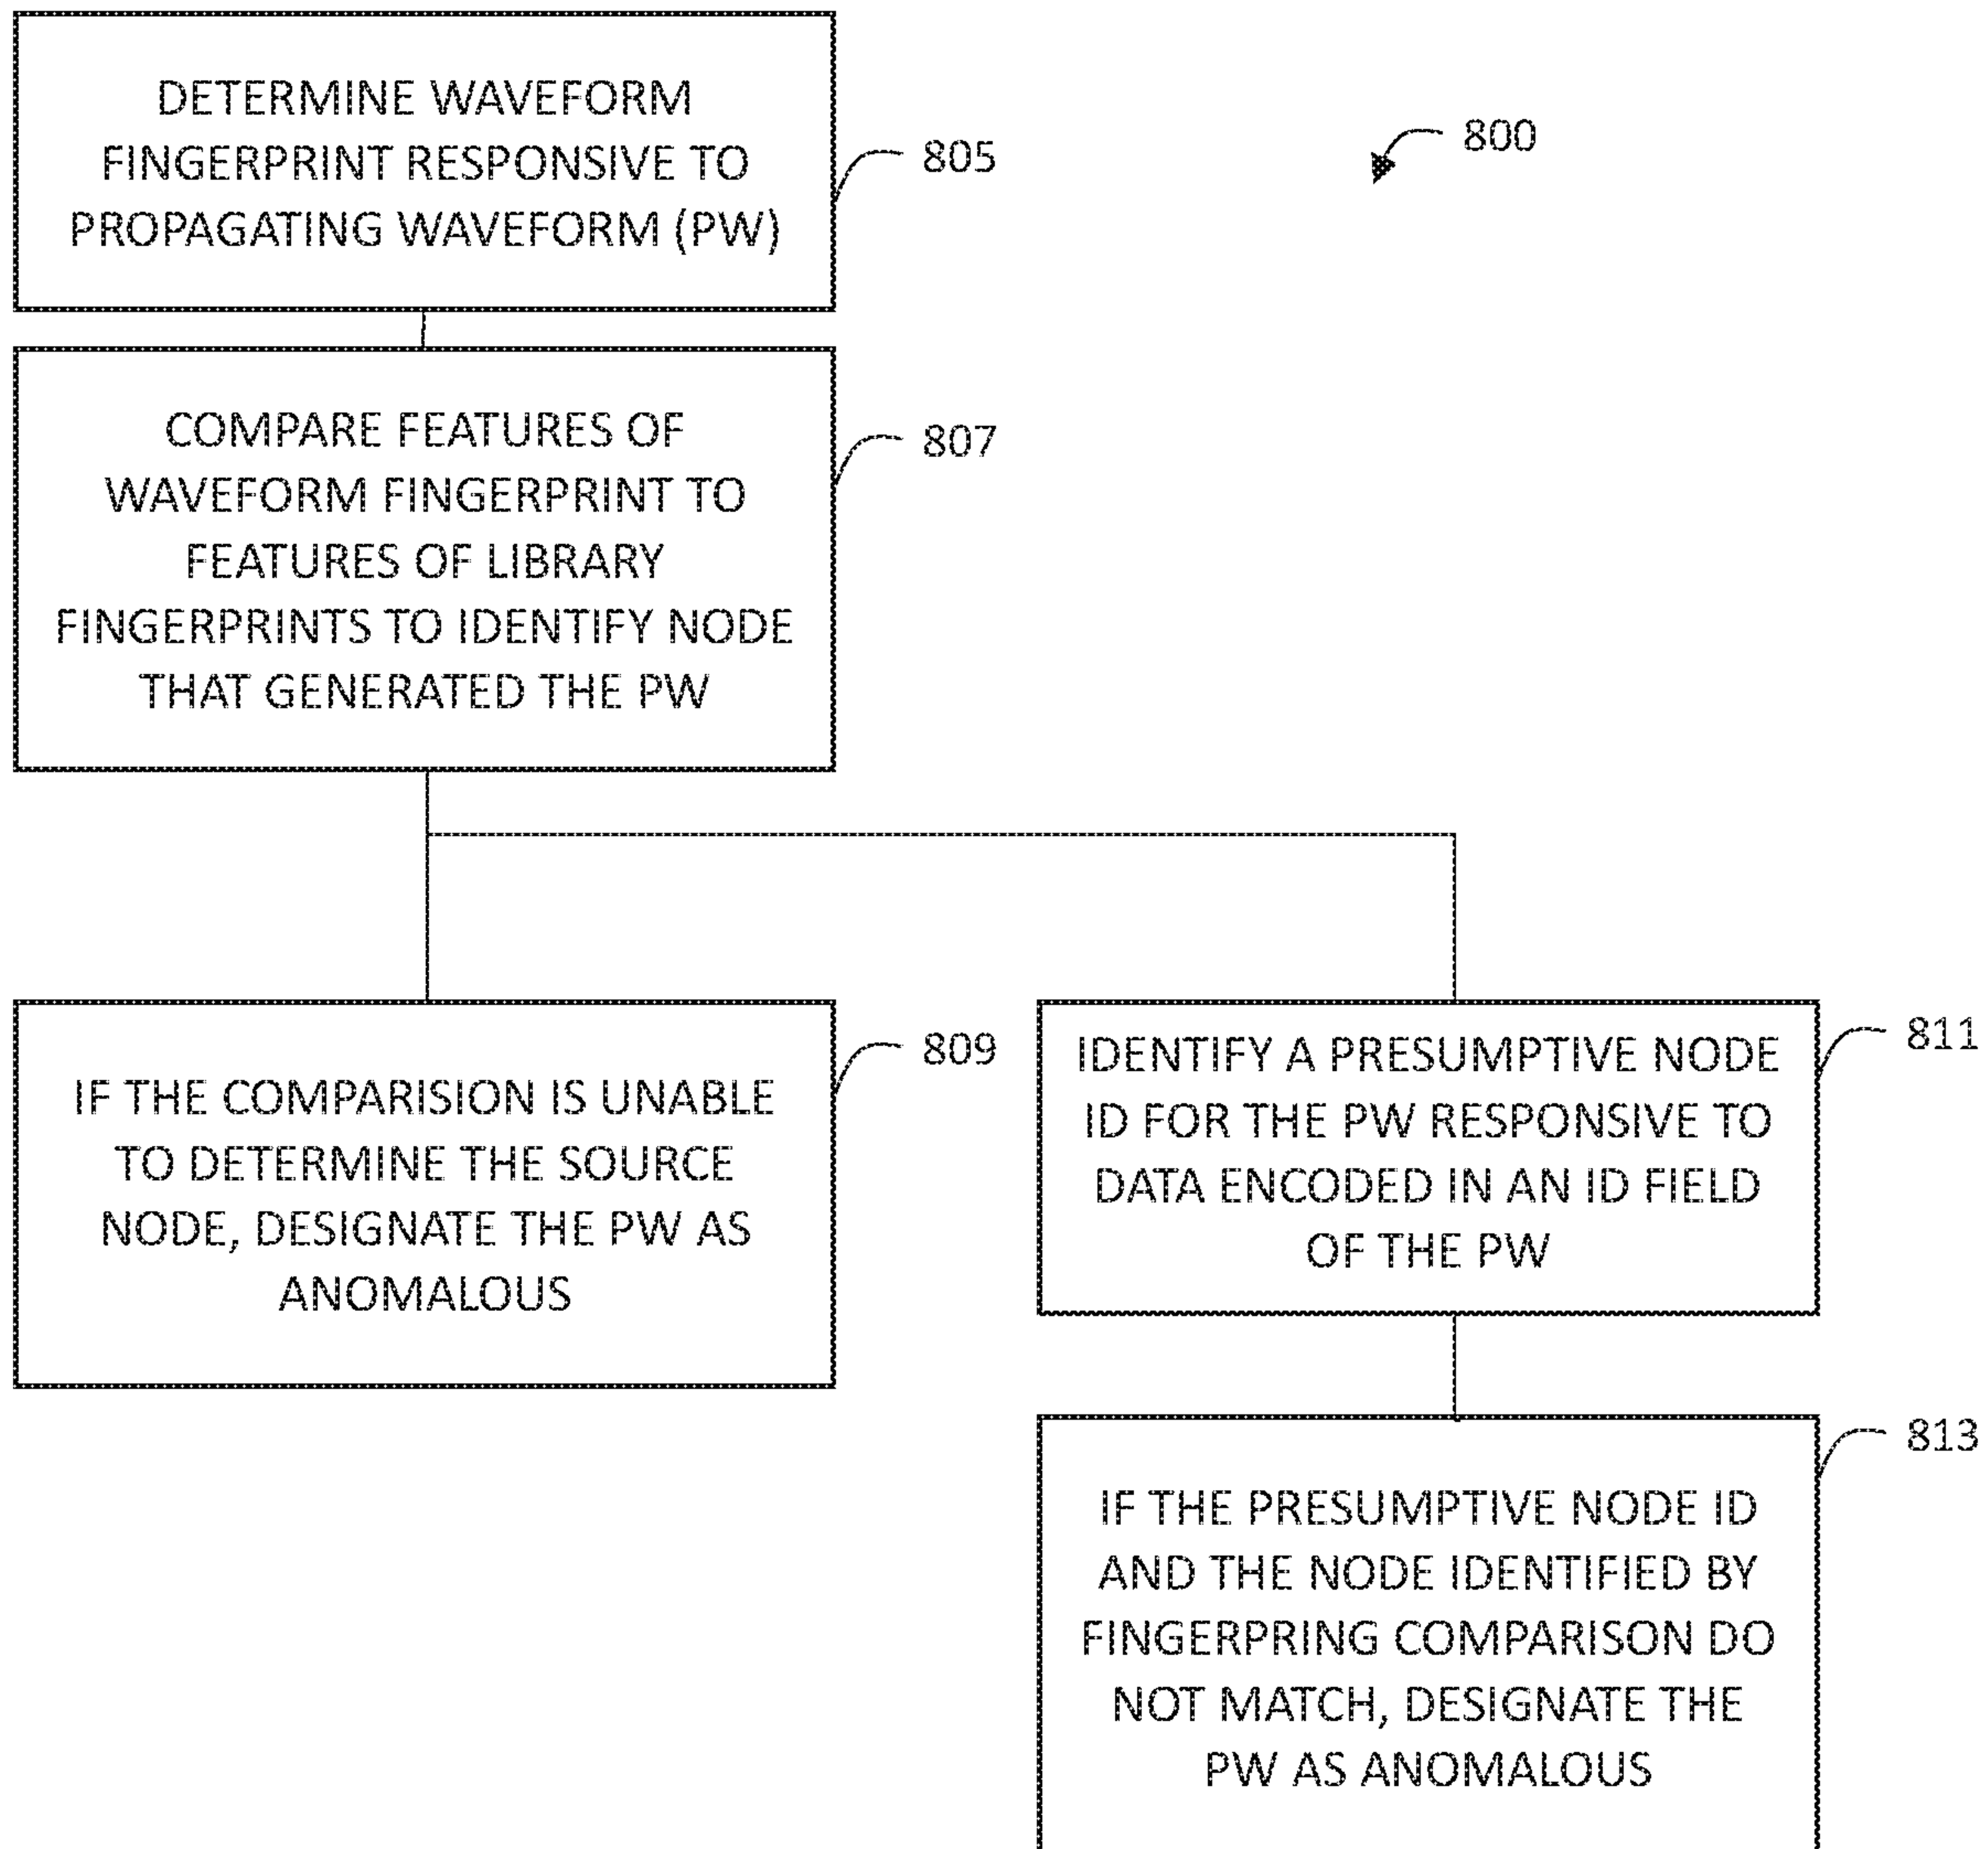 DETERMINE WAVEFORM
FINGERPRINT RESPONSIVE TO
PROPAGATING WAVEFORM (PW)
805
800
COMPARE FEATURES OF
WAVEFORM FINGERPRINT TO
FEATURES OF LIBRARY
FINGERPRINTS TO IDENTIFY NODE
THAT GENERATED THE PW
807
IF THE COMPARISION IS UNABLE
TO DETERMINE THE SOURCE
NODE, DESIGNATE THE PW AS
ANOMALOUS
809
IDENTIFY A PRESUMPTIVE NODE
ID FOR THE PW RESPONSIVE TO
DATA ENCODED IN AN ID FIELD
OF THE PW
811
IF THE PRESUMPTIVE NODE ID
AND THE NODE IDENTIFIED BY
FINGERPRING COMPARISON DO
NOT MATCH, DESIGNATE THE
PW AS ANOMALOUS
813